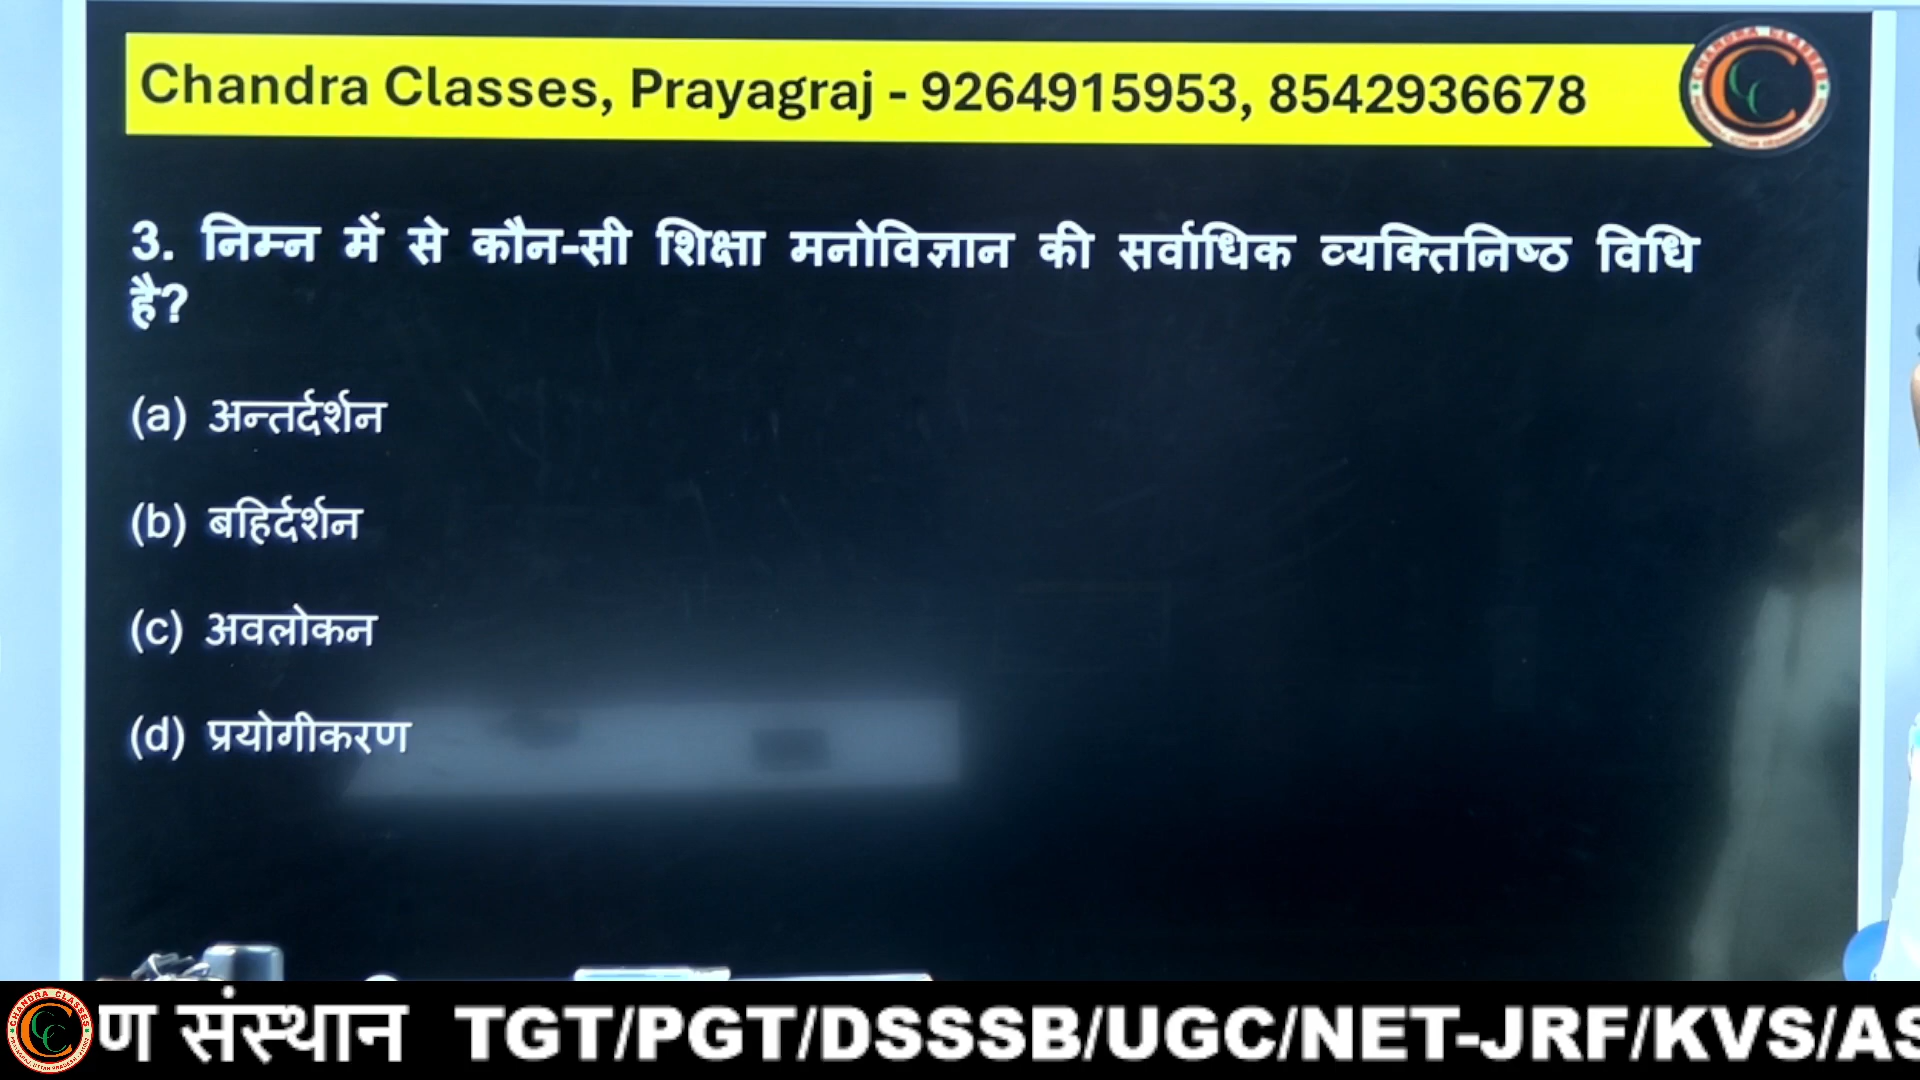 Chandra Classes, Prayagraj - 9264915953, 8542936678
3. निम्न में से कौन-सी शिक्षा मनोविज्ञान की सर्वाधिक व्यक्तिनिष्ठ विधि
है?
(a) अन्तर्दर्शन
(b) बहिर्दर्शन
(c) अवलोकन
(d) प्रयोगीकरण
ण संस्थान TGT/PGT/DSSSB/UGC/NET-JRF/KVS/AS